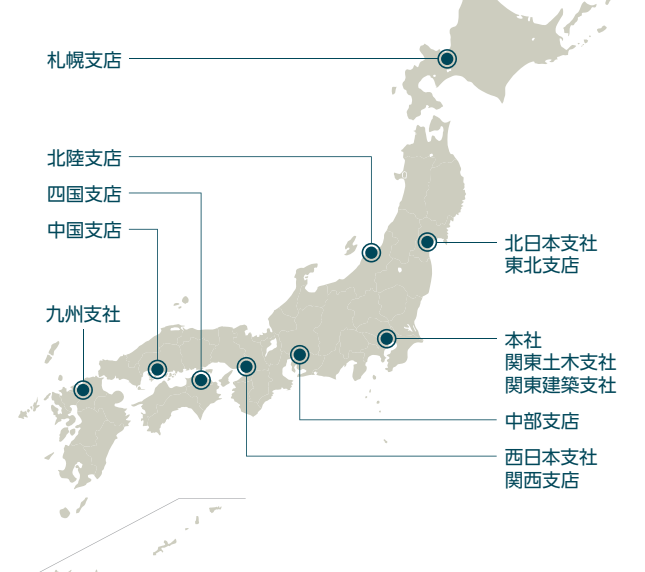 札幌支店
北陸支店
四国支店
中国支店
九州支社
北日本支社
東北支店
本社
関東土木支社
関東建築支社
中部支店
西日本支社
関西支店